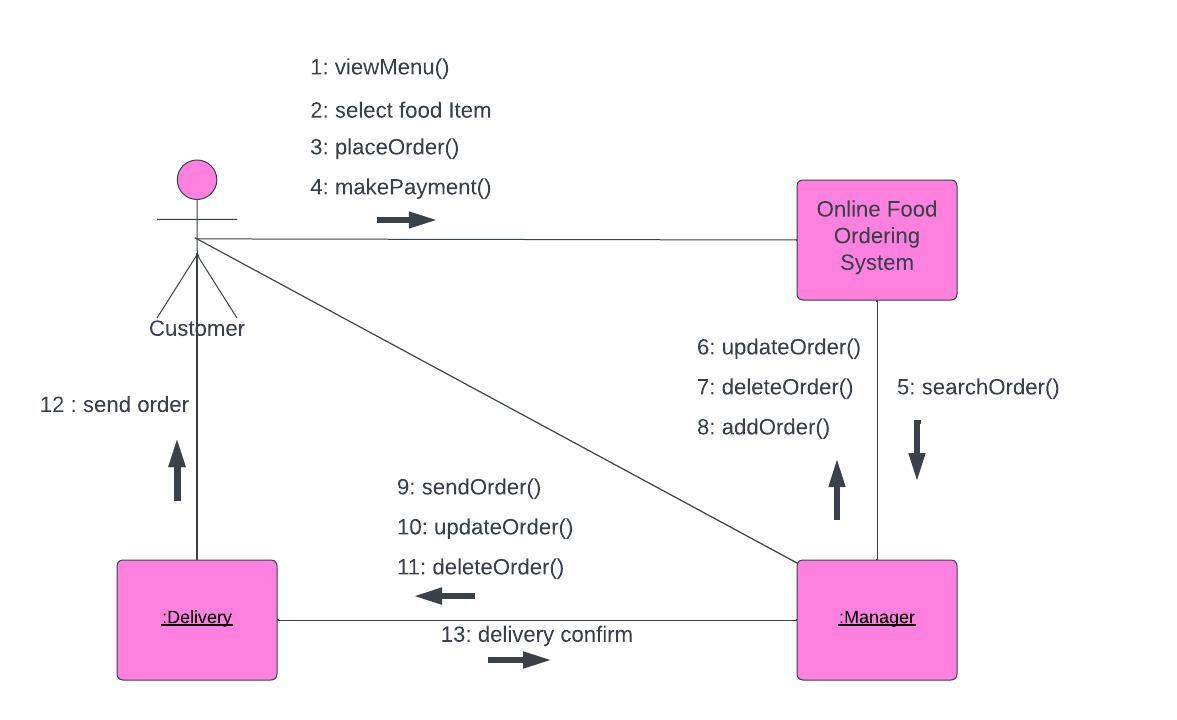 1: viewMenu()
2: select food Item
3: placeOrder()
4: makePayment()
Online Food
Ordering
System
Customer
6: updateOrder()
7: deleteOrder()
5: searchOrder()
8: addOrder()
12 : send order
9: sendOrder()
10: updateOrder()
11: deleteOrder()
:Delivery
:Manager
13: delivery confirm